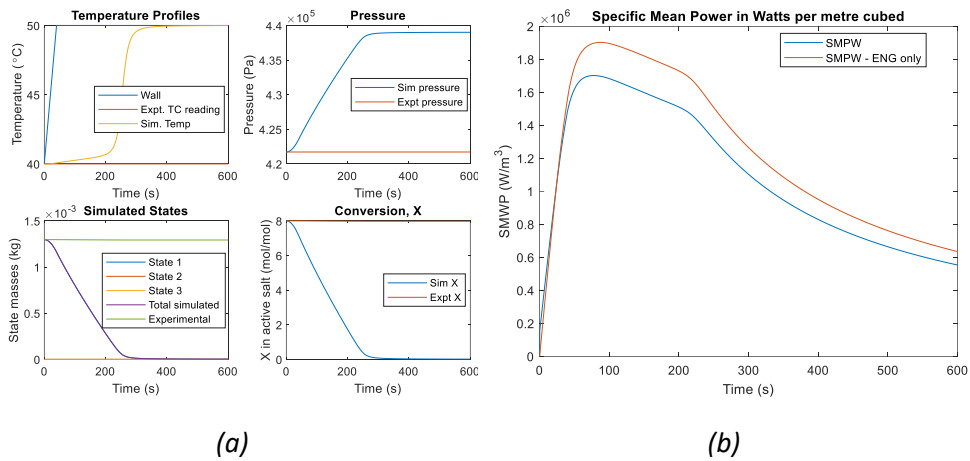 Temperature Profiles
50
45
40
Temperature (°C)
Wall
Expt. TC reading
Sim. Temp
0 200 400 600
Time (s)
Pressure
×10^5
4.4
4.35
4.3
4.25
4.2
Pressure (Pa)
Sim pressure
Expt pressure
0 200 400 600
Time (s)
Simulated States
×10^-3
1.5
1
0.5
0
State masses (kg)
State 1
State 2
State 3
Total simulated
Experimental
0 200 400 600
Time (s)
Conversion, X
8
6
4
2
0
X in active salt (mol/mol)
Sim X
Expt X
0 200 400 600
Time (s)
(a)
Specific Mean Power in Watts per metre cubed
×10^6
2
1.8
1.6
1.4
1.2
1
0.8
0.6
0.4
0.2
0
SMWP (W/m^3)
SMPW
SMPW - ENG only
0 100 200 300 400 500 600
Time (s)
(b)